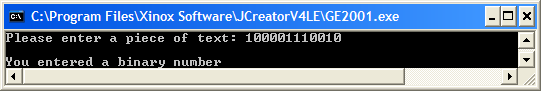 C:\Program Files\Xinox Software\JCreatorV4LE\GE2001.exe
Please enter a piece of text: 100001110010
You entered a binary number